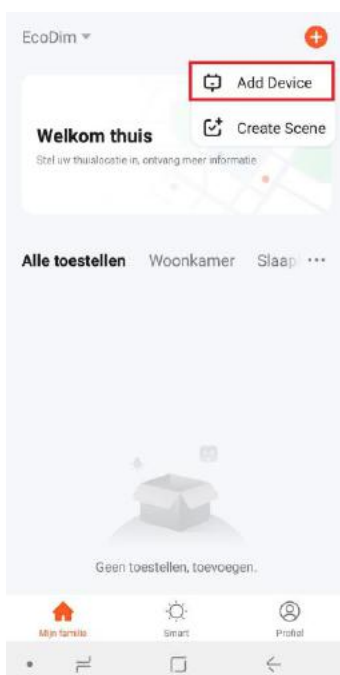 EcoDim
Add Device
Create Scene
Welkom thuis
Stel uw thuislocatie in, ontvang meer informatie
Alle toestellen Woonkamer Slaap ...
Geen toestellen, toevoegen.
Mijn familie Smart Profiel